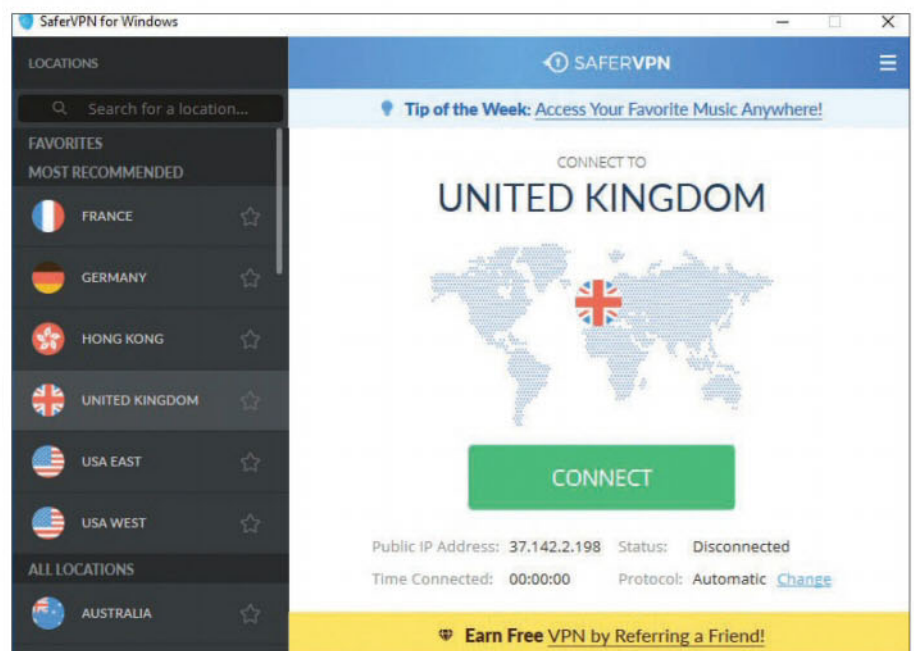 SaferVPN for Windows
LOCATIONS
Search for a location...
FAVORITES
MOST RECOMMENDED
FRANCE
GERMANY
HONG KONG
UNITED KINGDOM
USA EAST
USA WEST
ALL LOCATIONS
AUSTRALIA
SAFERVPN
Tip of the Week: Access Your Favorite Music Anywhere!
CONNECT TO
UNITED KINGDOM
CONNECT
Public IP Address: 37.142.2.198 Status: Disconnected
Time Connected: 00:00:00 Protocol: Automatic Change
Earn Free VPN by Referring a Friend!